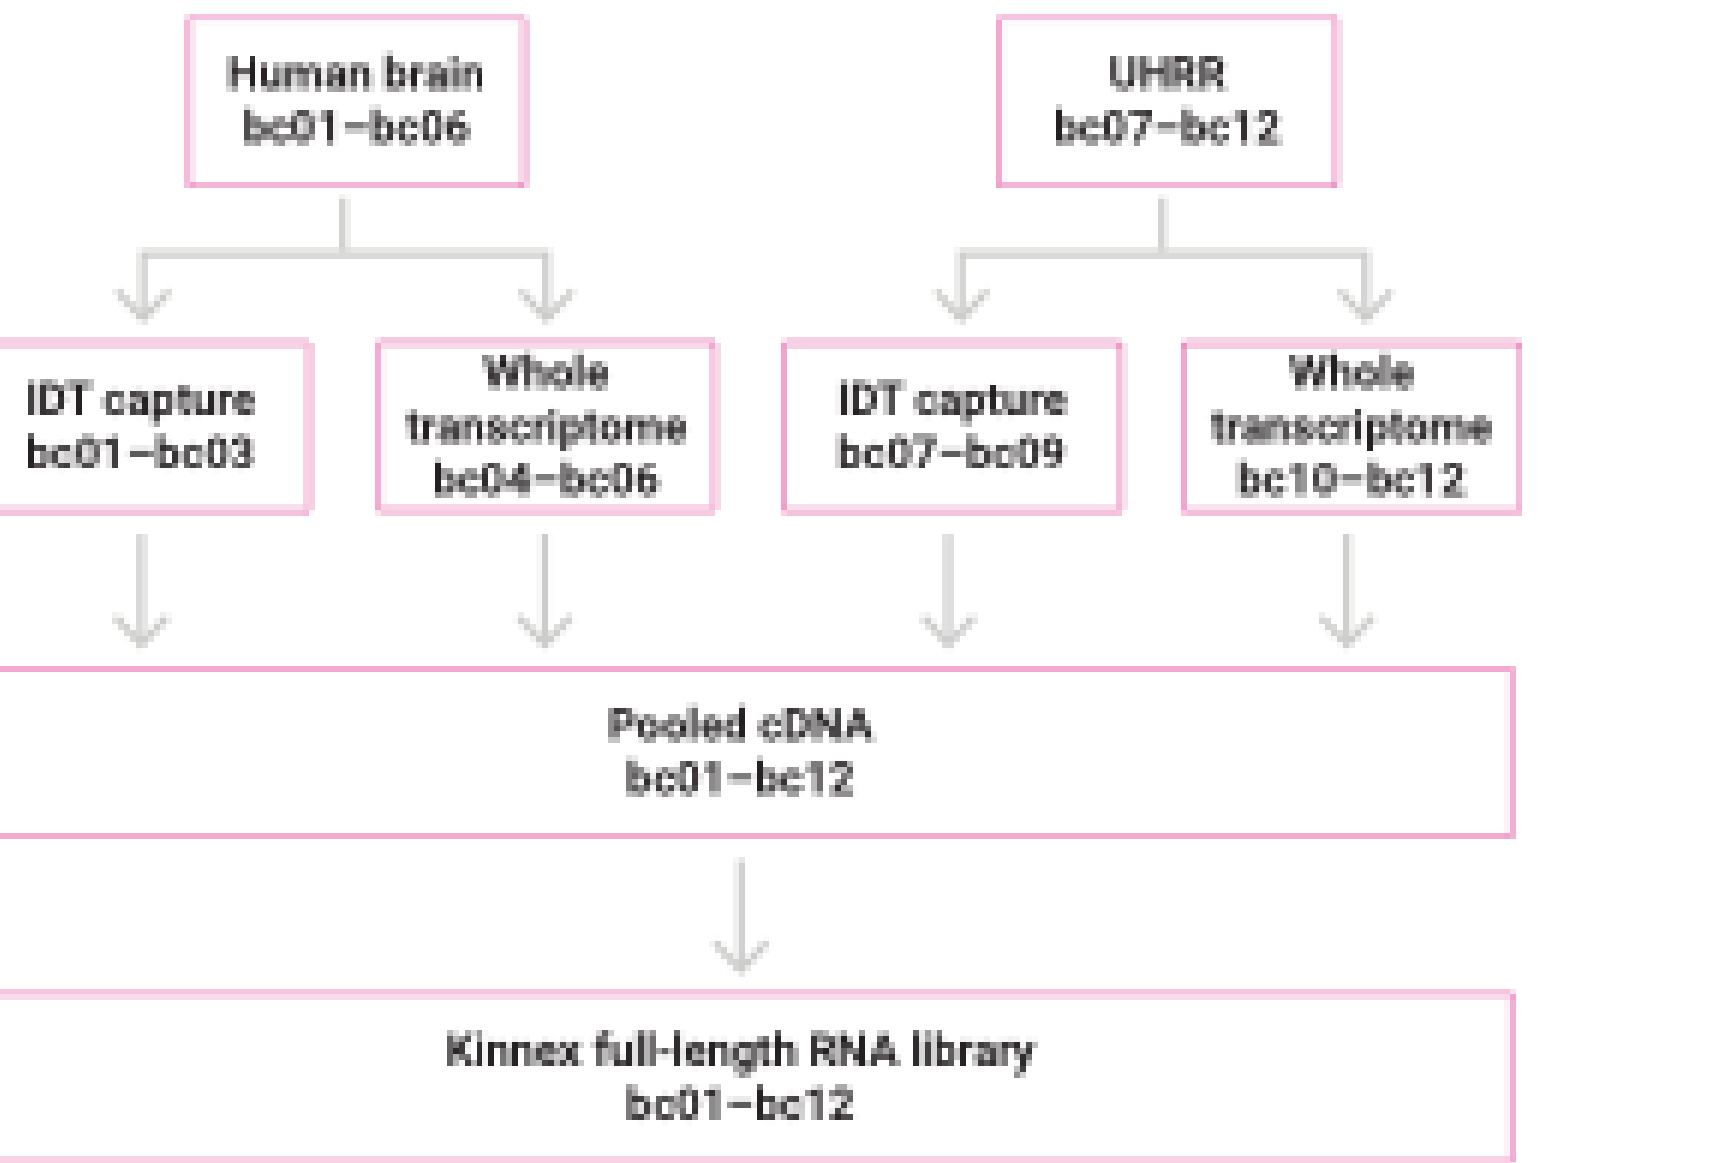 Human brain
bc01–bc06
UHRR
bc07–bc12
IDT capture
bc01–bc03
Whole
transcriptome
bc04–bc06
IDT capture
bc07–bc09
Whole
transcriptome
bc10–bc12
Pooled cDNA
bc01–bc12
Kinnex full-length RNA library
bc01–bc12